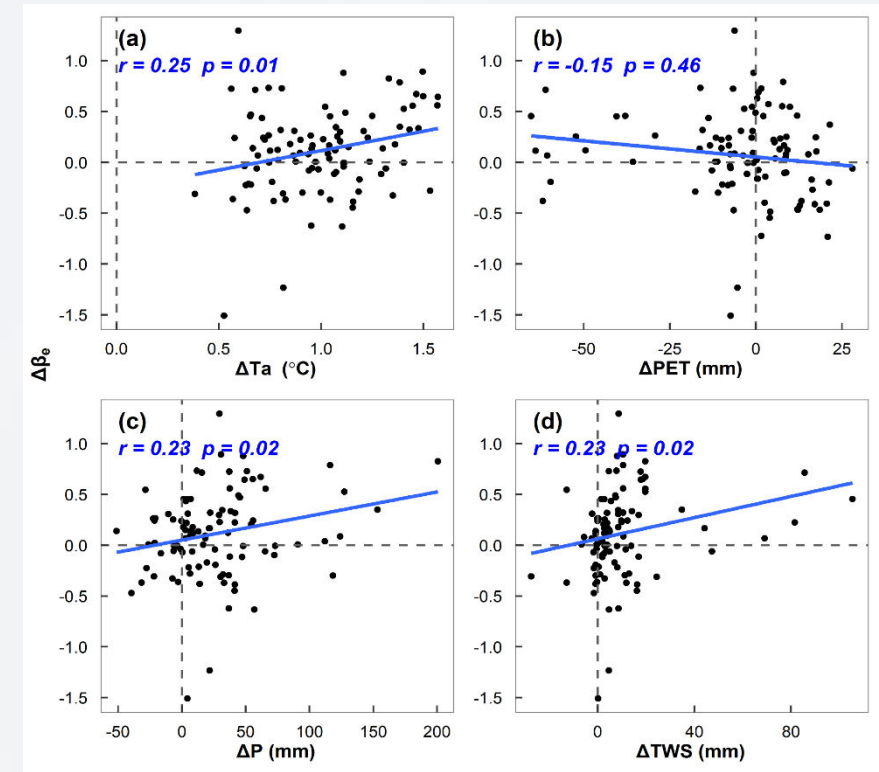 (a)
r = 0.25 p = 0.01
(b)
r = -0.15 p = 0.46
1.0
0.5
0.0
-0.5
-1.0
-1.5
1.0
0.5
0.0
-0.5
-1.0
-1.5
0.0 0.5 1.0 1.5
-50 -25 0 25
ΔTa (°C)
ΔPET (mm)
Δβe
(c)
r = 0.23 p = 0.02
(d)
r = 0.23 p = 0.02
1.0
0.5
0.0
-0.5
-1.0
-1.5
1.0
0.5
0.0
-0.5
-1.0
-1.5
-50 0 50 100 150 200
0 40 80
ΔP (mm)
ΔTWS (mm)